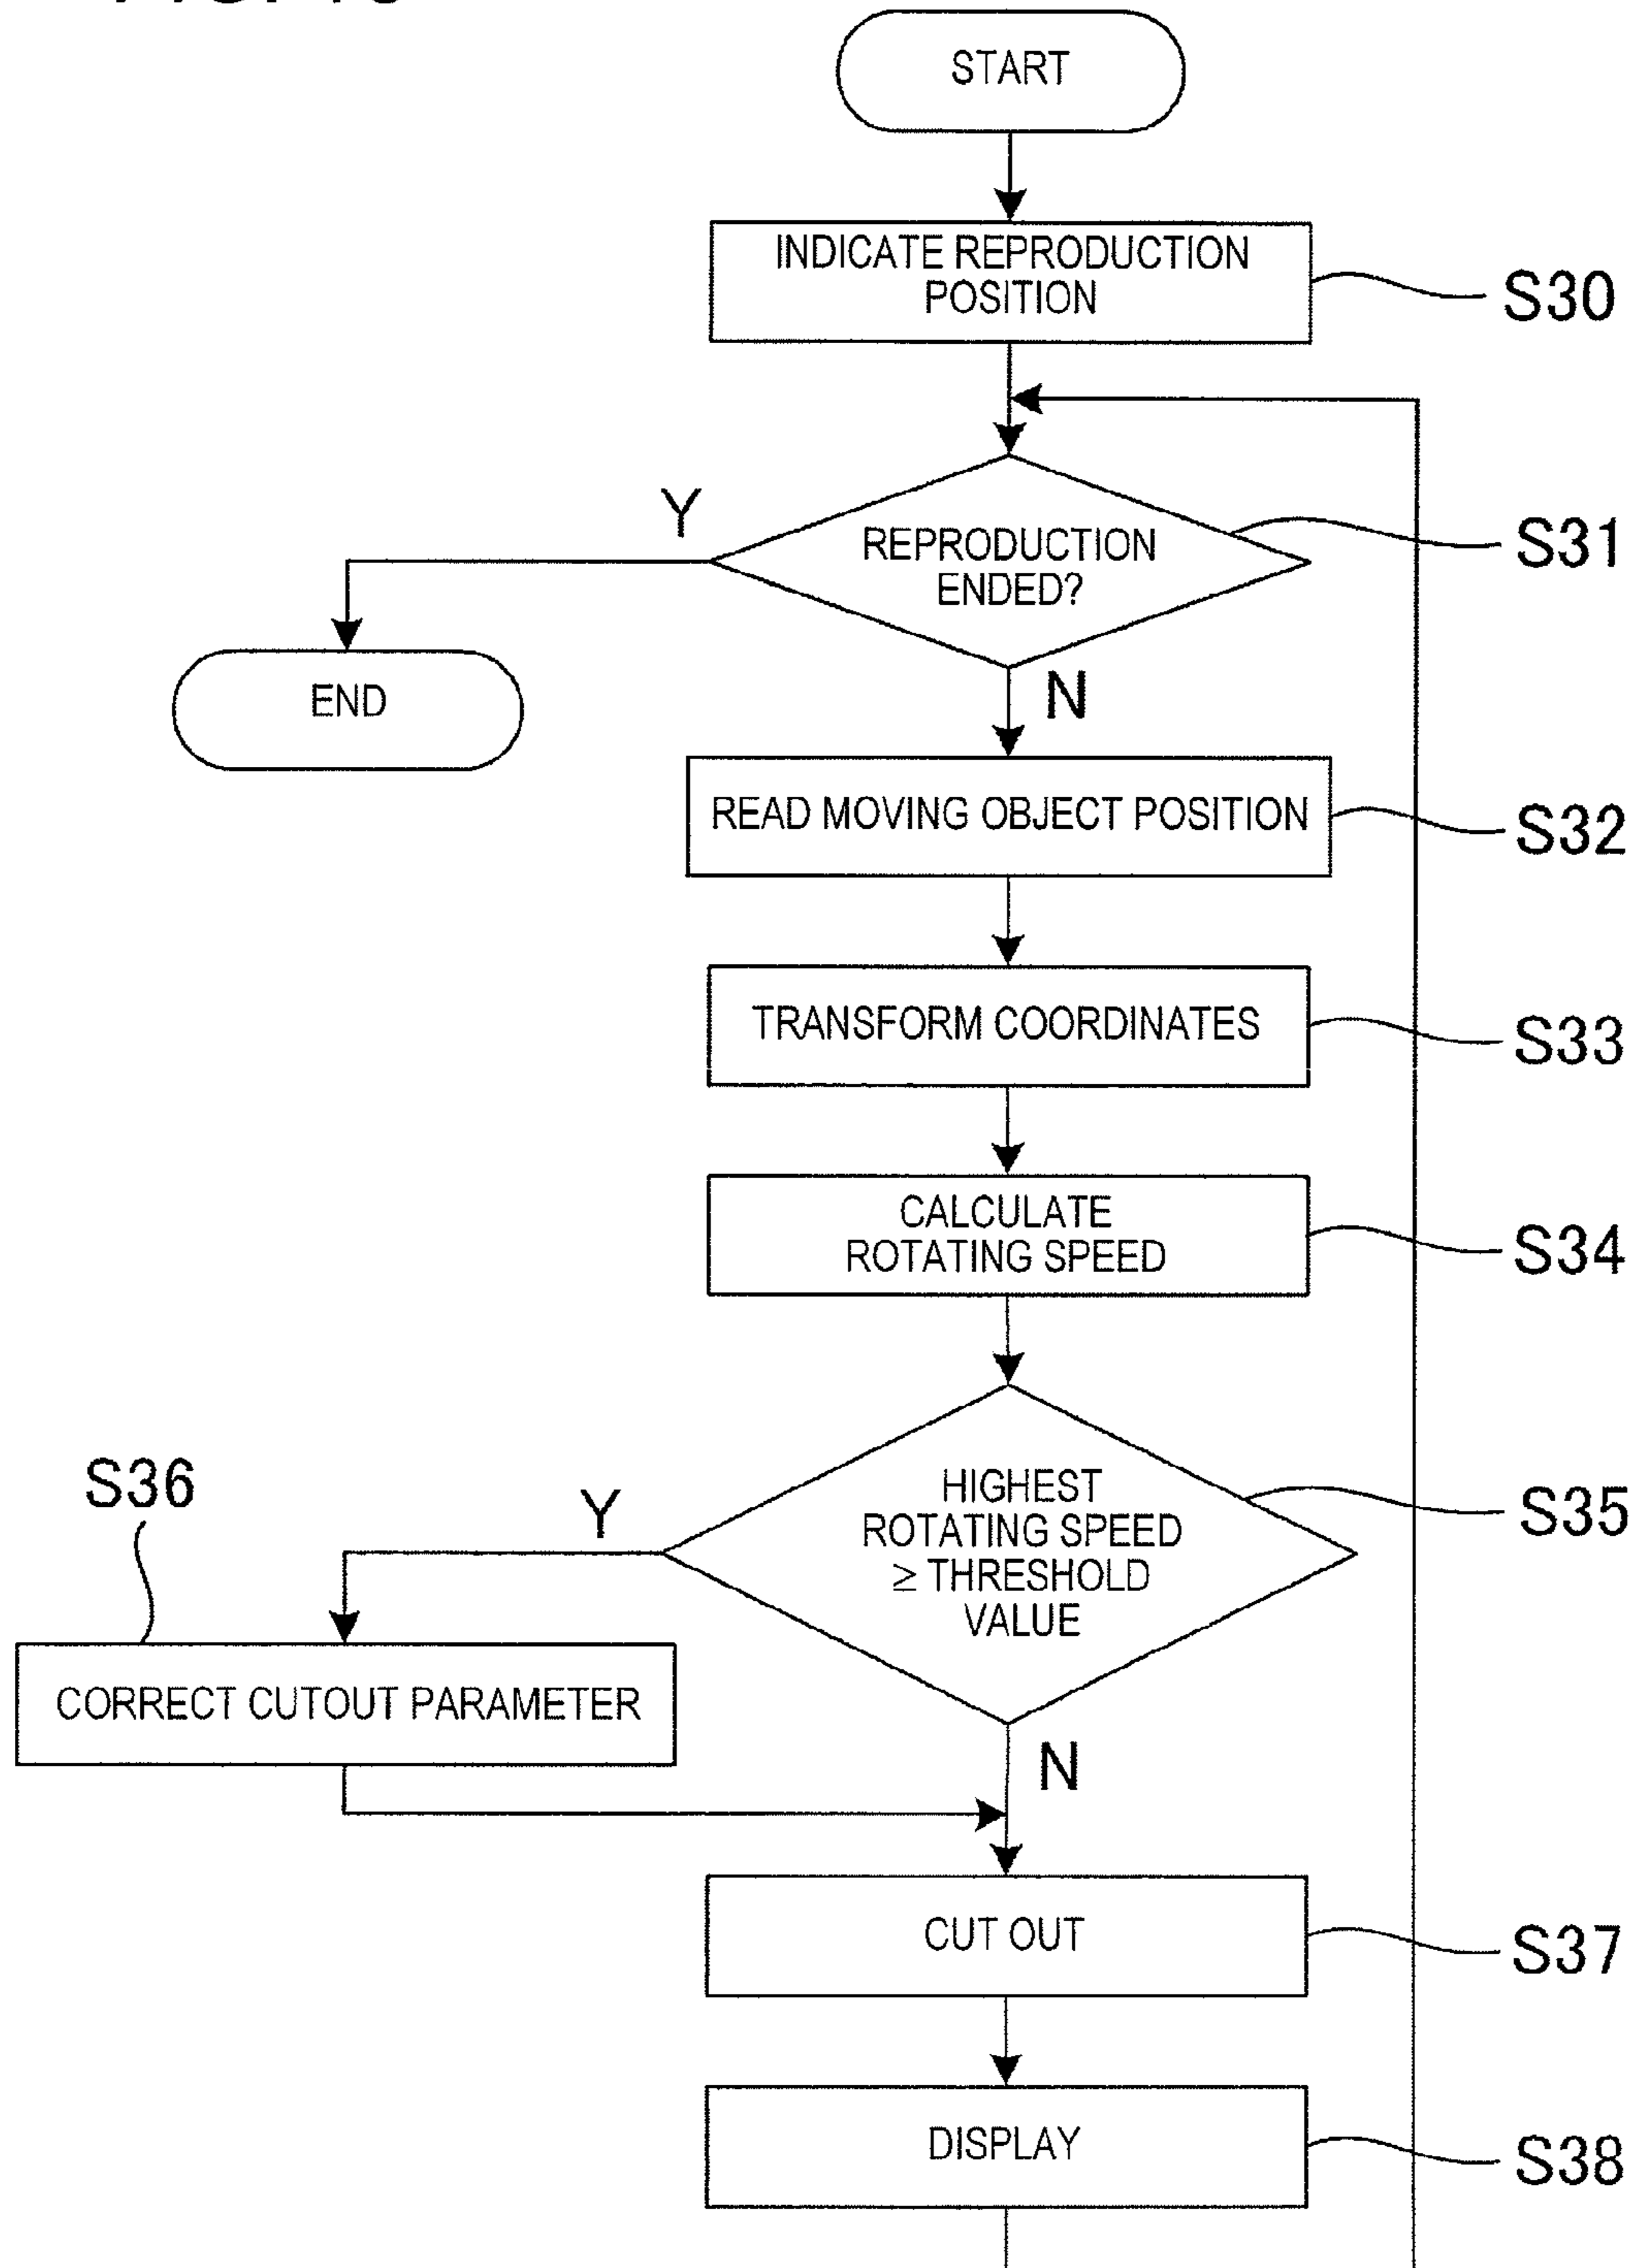 START
INDICATE REPRODUCTION
POSITION
S30
Y
REPRODUCTION
ENDED?
S31
END
N
READ MOVING OBJECT POSITION
S32
TRANSFORM COORDINATES
S33
CALCULATE
ROTATING SPEED
S34
S36
Y
HIGHEST
ROTATING SPEED
≥ THRESHOLD
VALUE
S35
CORRECT CUTOUT PARAMETER
N
CUT OUT
S37
DISPLAY
S38